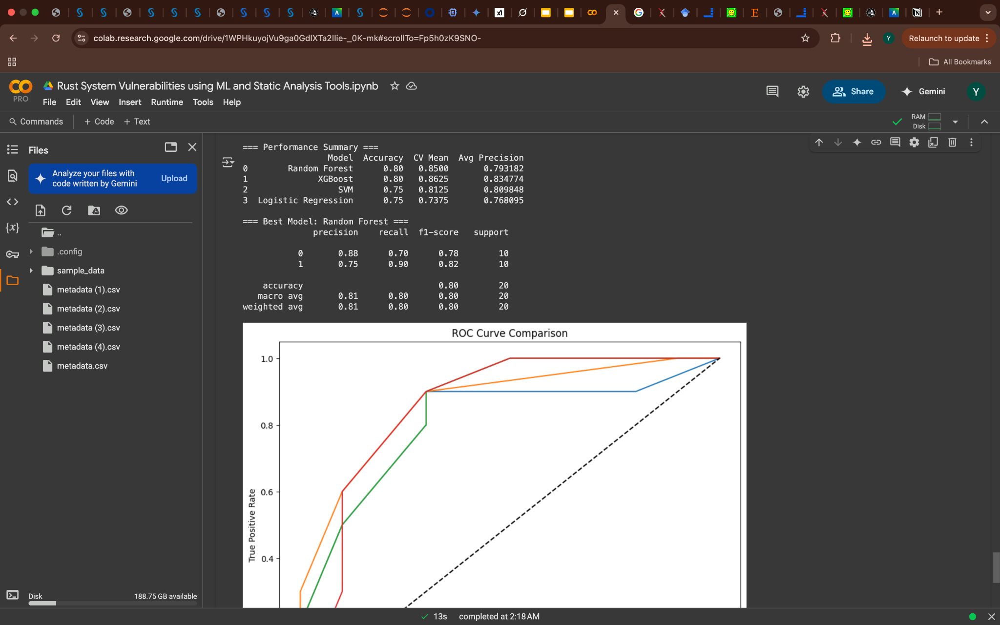 colab.research.google.com/drive/1WPHkuyojVu9ga0GdlXTa2Ilie-_0K-mk#scrollTo=Fp5h0zK9SNO-
Y
Relaunch to update
All Bookmarks
Rust System Vulnerabilities using ML and Static Analysis Tools.ipynb
PRO
File Edit View Insert Runtime Tools Help
Share
Gemini
Y
Commands + Code + Text
RAM
Disk
Files
Analyze your files with
code written by Gemini
Upload
{x}
..
.config
sample_data
metadata (1).csv
metadata (2).csv
metadata (3).csv
metadata (4).csv
metadata.csv
Disk 188.75 GB available
=== Performance Summary ===
Model Accuracy CV Mean Avg Precision
0 Random Forest 0.80 0.8500 0.793182
1 XGBoost 0.80 0.8625 0.834774
2 SVM 0.75 0.8125 0.809848
3 Logistic Regression 0.75 0.7375 0.768095
=== Best Model: Random Forest ===
precision recall f1-score support
0 0.88 0.70 0.78 10
1 0.75 0.90 0.82 10
accuracy 0.80 20
macro avg 0.81 0.80 0.80 20
weighted avg 0.81 0.80 0.80 20
ROC Curve Comparison
1.0
0.8
0.6
0.4
True Positive Rate
13s completed at 2:18 AM